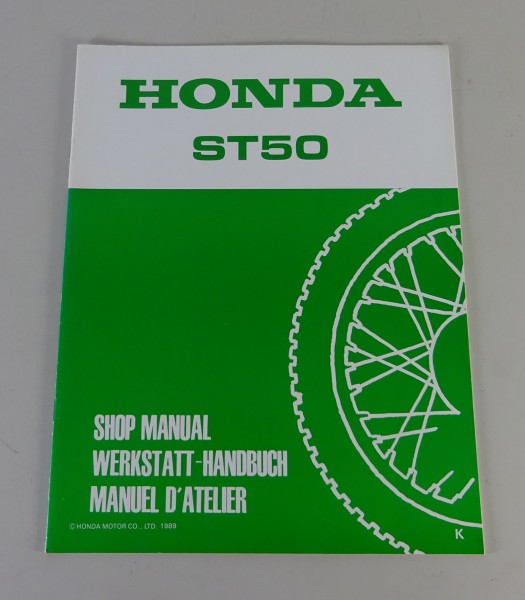 HONDA
ST50
SHOP MANUAL
WERKSTATT-HANDBUCH
MANUEL D'ATELIER
© HONDA MOTOR CO., LTD. 1989
K